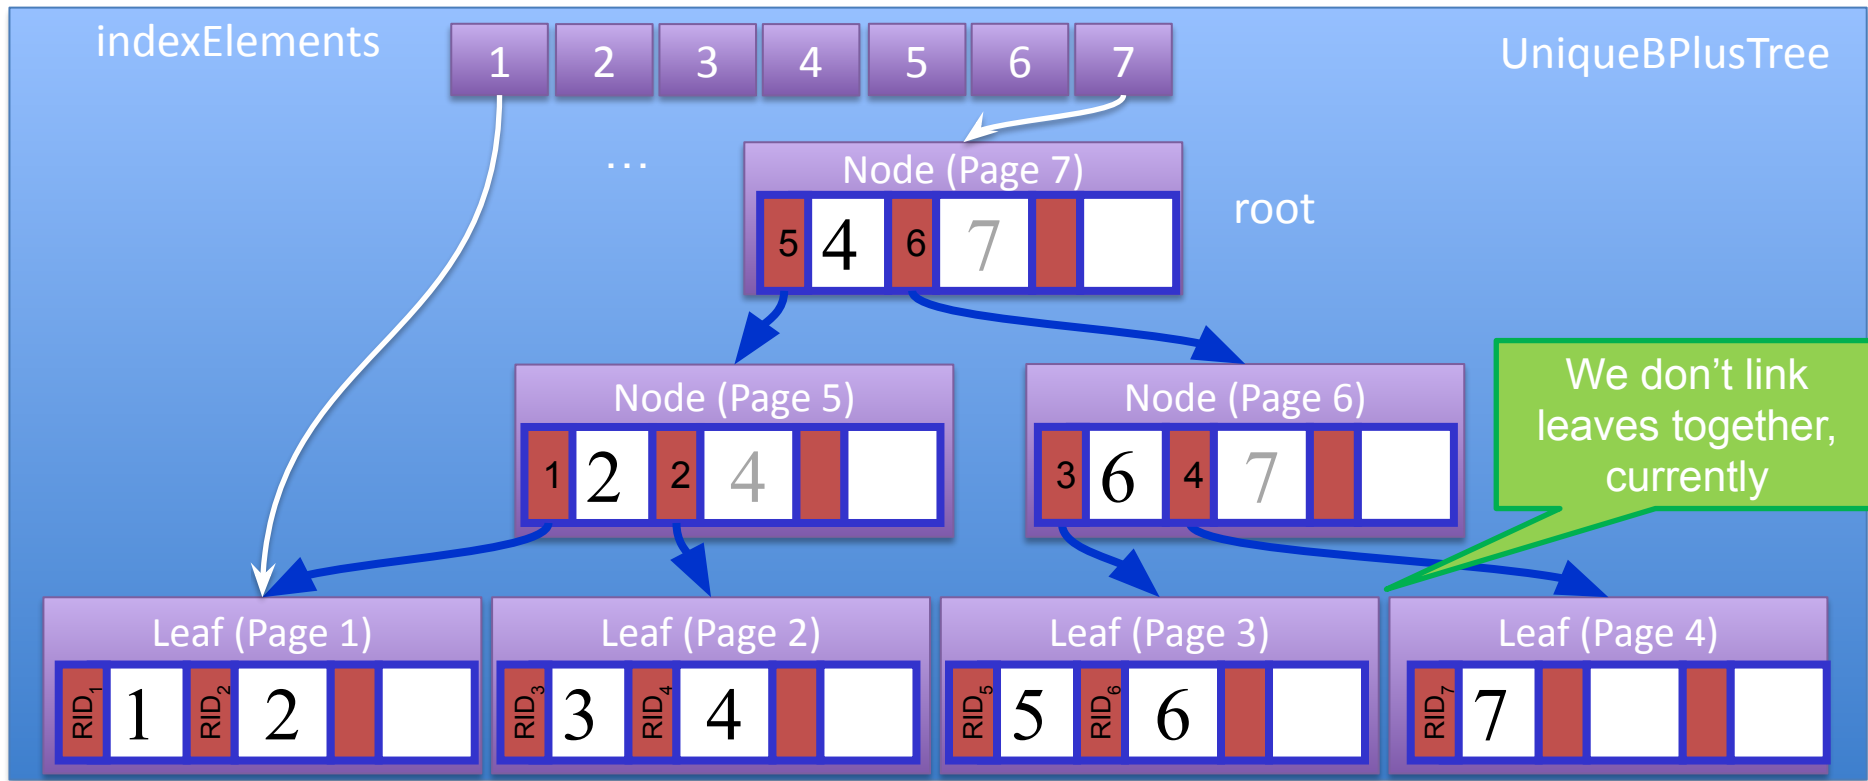 indexElements
1 2 3 4 5 6 7
UniqueBPlusTree
…
Node (Page 7)
5 4 6 7
root
Node (Page 5)
1 2 2 4
Node (Page 6)
3 6 4 7
We don’t link
leaves together,
currently
Leaf (Page 1)
RID₁ 1 RID₂ 2
Leaf (Page 2)
RID₃ 3 RID₄ 4
Leaf (Page 3)
RID₅ 5 RID₆ 6
Leaf (Page 4)
RID₇ 7